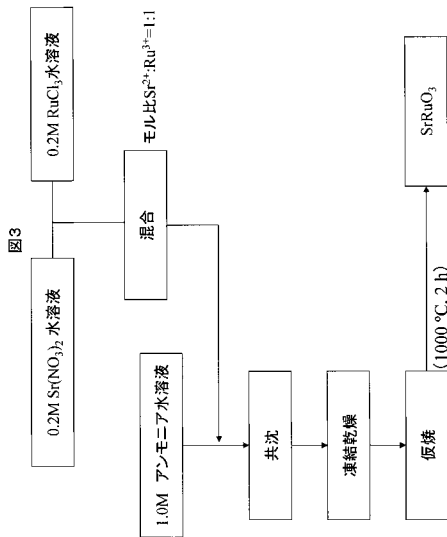 図3
0.2M Sr(NO3)2 水溶液
0.2M RuCl3水溶液
混合
モル比Sr2+:Ru3+=1:1
1.0M アンモニア水溶液
共沈
凍結乾燥
仮焼
(1000 ℃, 2 h)
SrRuO3